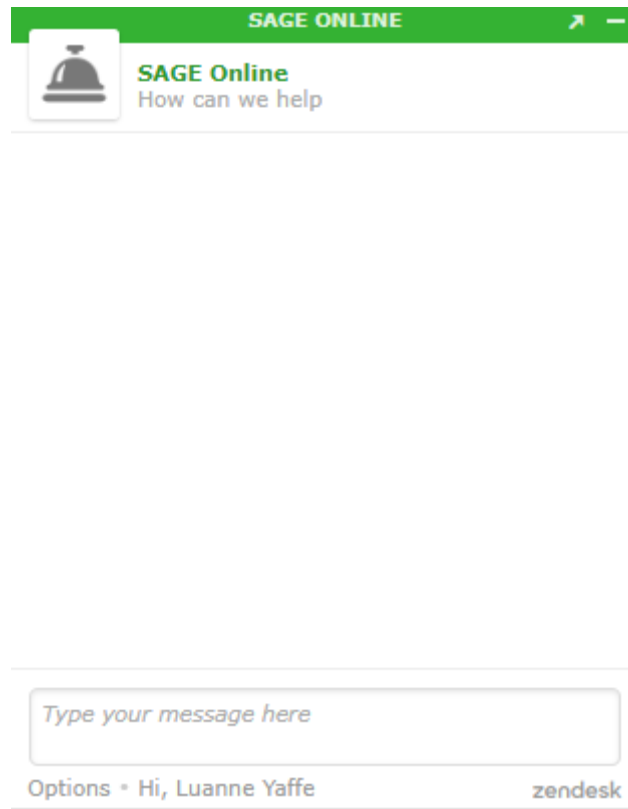 SAGE ONLINE
SAGE Online
How can we help
Type your message here
Options • Hi, Luanne Yaffe
zendesk